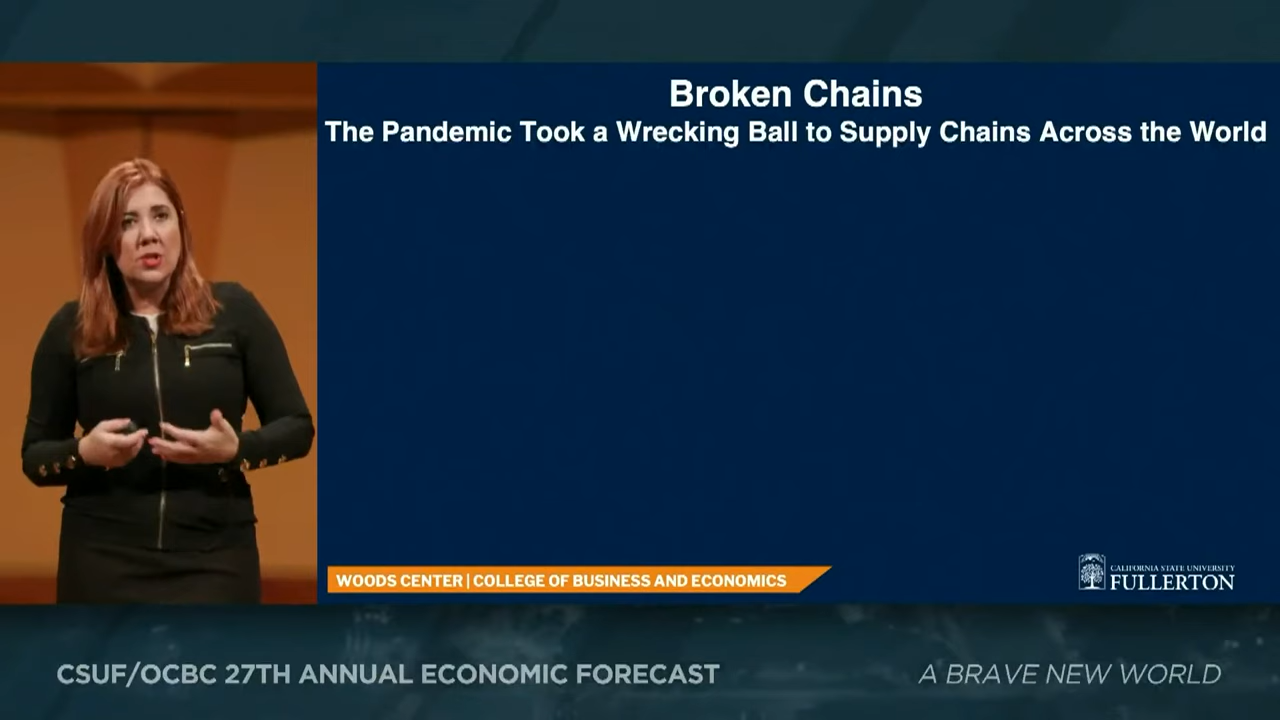 Broken Chains
The Pandemic Took a Wrecking Ball to Supply Chains Across the World
WOODS CENTER | COLLEGE OF BUSINESS AND ECONOMICS
CALIFORNIA STATE UNIVERSITY
FULLERTON
CSUF/OCBC 27TH ANNUAL ECONOMIC FORECAST
A BRAVE NEW WORLD